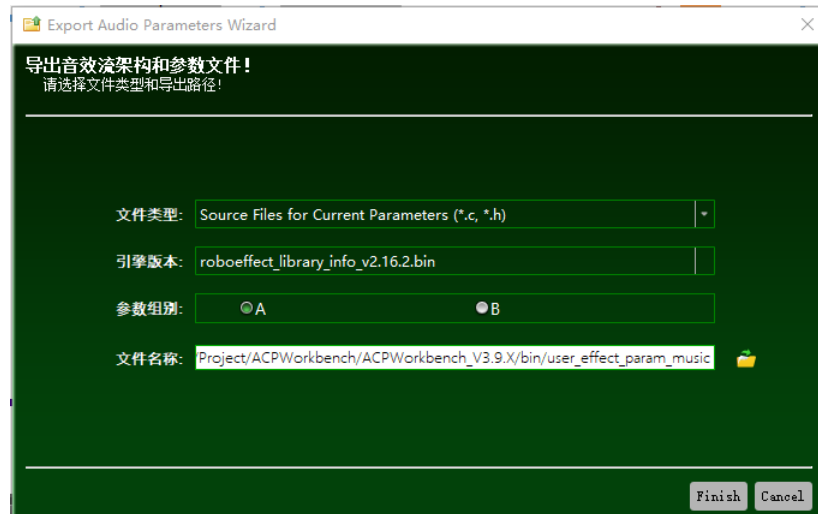 Export Audio Parameters Wizard
导出音效流架构和参数文件!
请选择文件类型和导出路径!
文件类型: Source Files for Current Parameters (*.c, *.h)
引擎版本: roboeffect_library_info_v2.16.2.bin
参数组别: A B
文件名称: /Project/ACPWorkbench/ACPWorkbench_V3.9.X/bin/user_effect_param_music
Finish Cancel